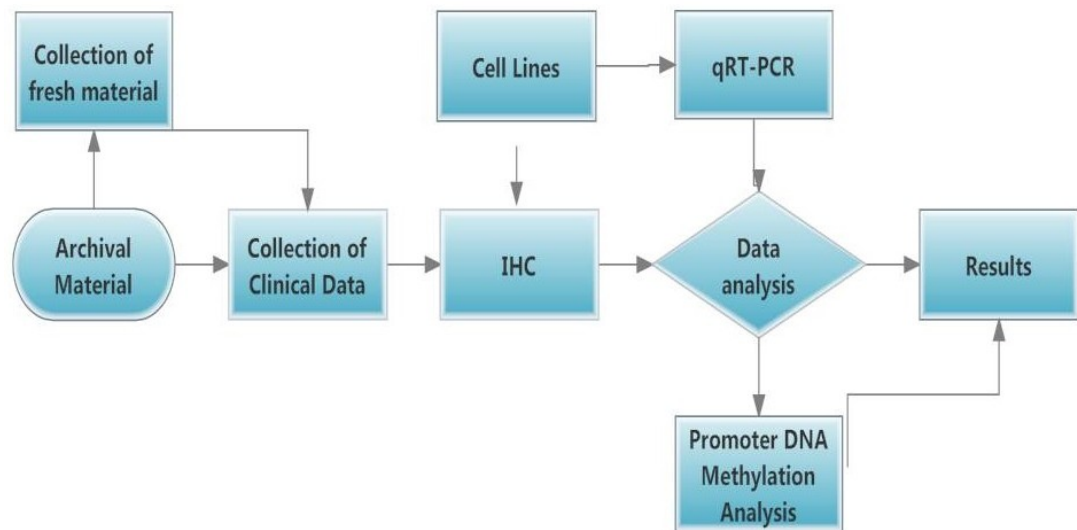 Collection of
fresh material
Cell Lines
qRT-PCR
Archival
Material
Collection of
Clinical Data
IHC
Data
analysis
Results
Promoter DNA
Methylation
Analysis